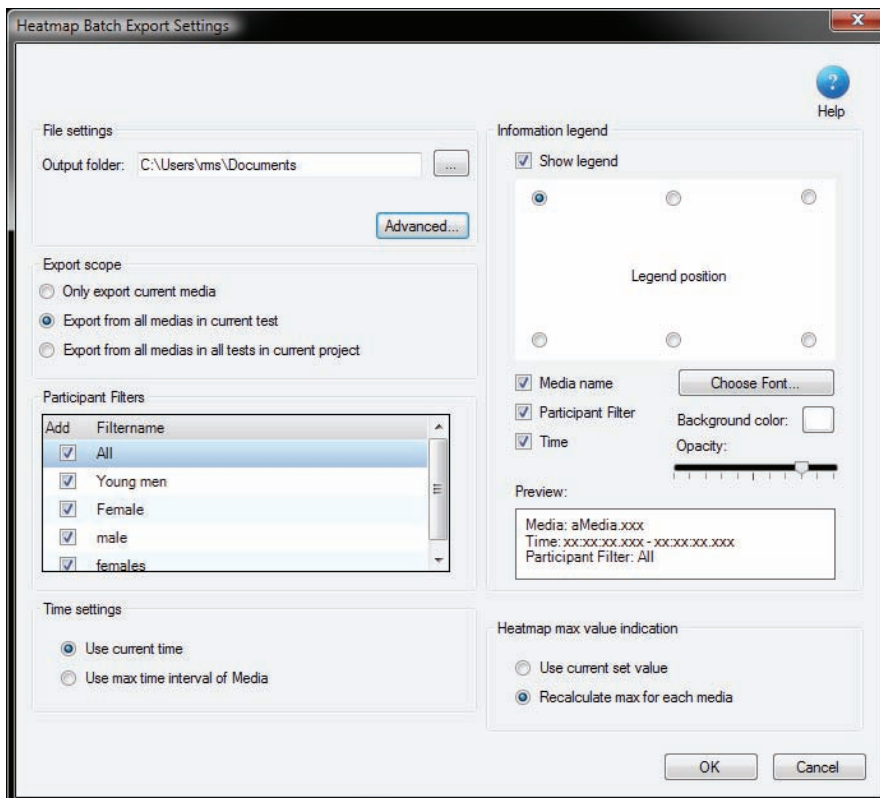 Heatmap Batch Export Settings
Help
File settings
Output folder: C:\Users\rms\Documents ...
Advanced...
Export scope
Only export current media
Export from all medias in current test
Export from all medias in all tests in current project
Participant Filters
Add Filtername
All
Young men
Female
male
females
Time settings
Use current time
Use max time interval of Media
Information legend
Show legend
Legend position
Media name
Choose Font...
Participant Filter
Background color:
Time
Opacity:
Preview:
Media: aMedia.xxx
Time: xx:xx:xx.xxx - xx:xx:xx.xxx
Participant Filter: All
Heatmap max value indication
Use current set value
Recalculate max for each media
OK
Cancel